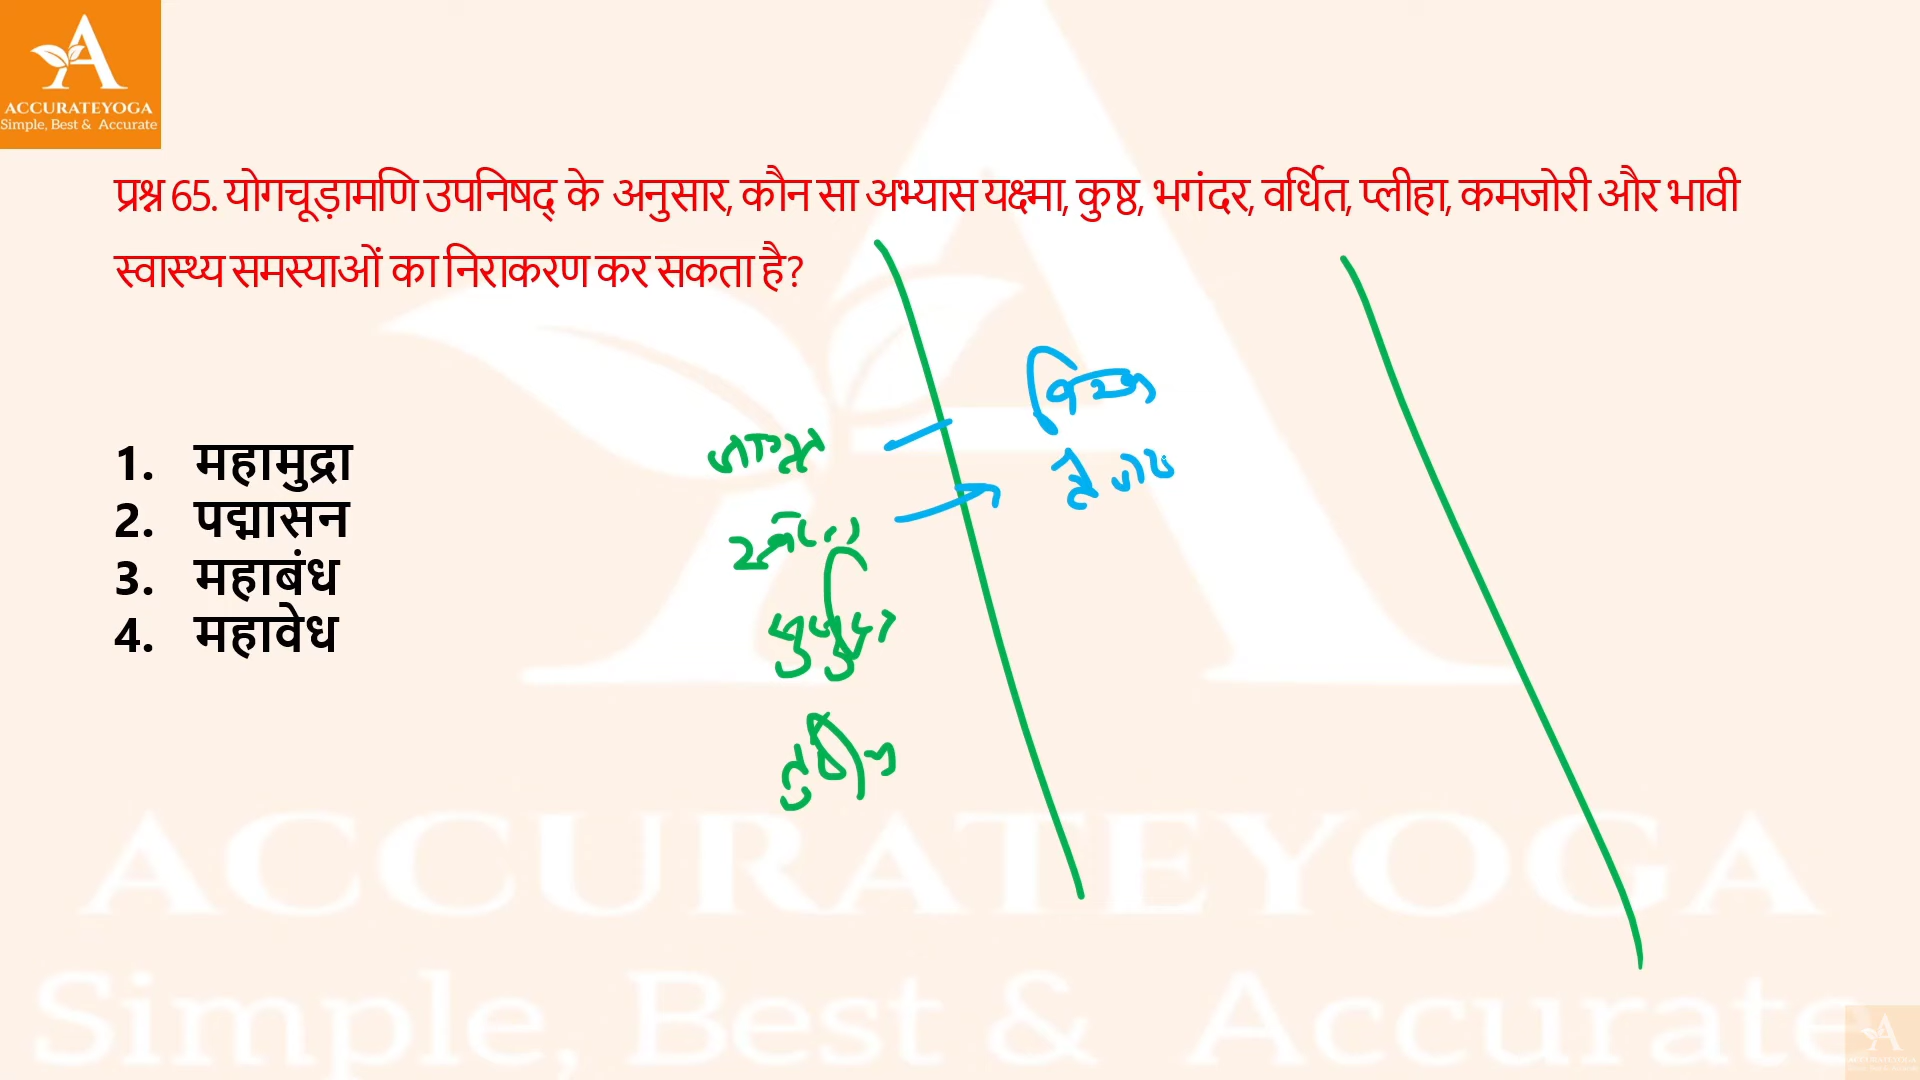 ACCURATEYOGA
Simple, Best & Accurate
प्रश्न 65. योगचूड़ामणि उपनिषद् के अनुसार, कौन सा अभ्यास यक्ष्मा, कुष्ठ, भगंदर, वर्धित, प्लीहा, कमजोरी और भावी
स्वास्थ्य समस्याओं का निराकरण कर सकता है?
1. महामुद्रा
2. पद्मासन
3. महाबंध
4. महावेध
ACCURATEYOGA
Simple, Best & Accurate